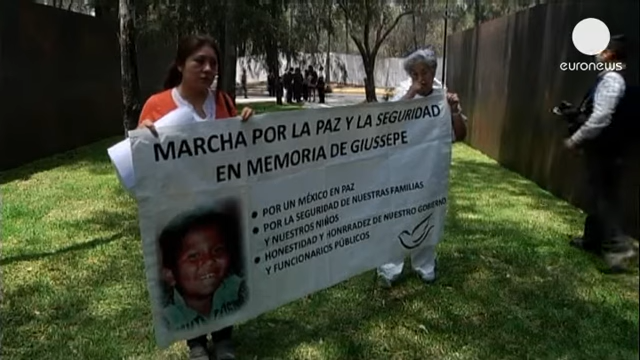 euronews
MARCHA POR LA PAZ Y LA SEGURIDAD
EN MEMORIA DE GIUSSEPE
• POR UN MÉXICO EN PAZ
• POR LA SEGURIDAD DE NUESTRAS FAMILIAS
Y NUESTROS NIÑOS
• HONESTIDAD Y HONRRADEZ DE NUESTRO GOBIERNO
Y FUNCIONARIOS PÚBLICOS